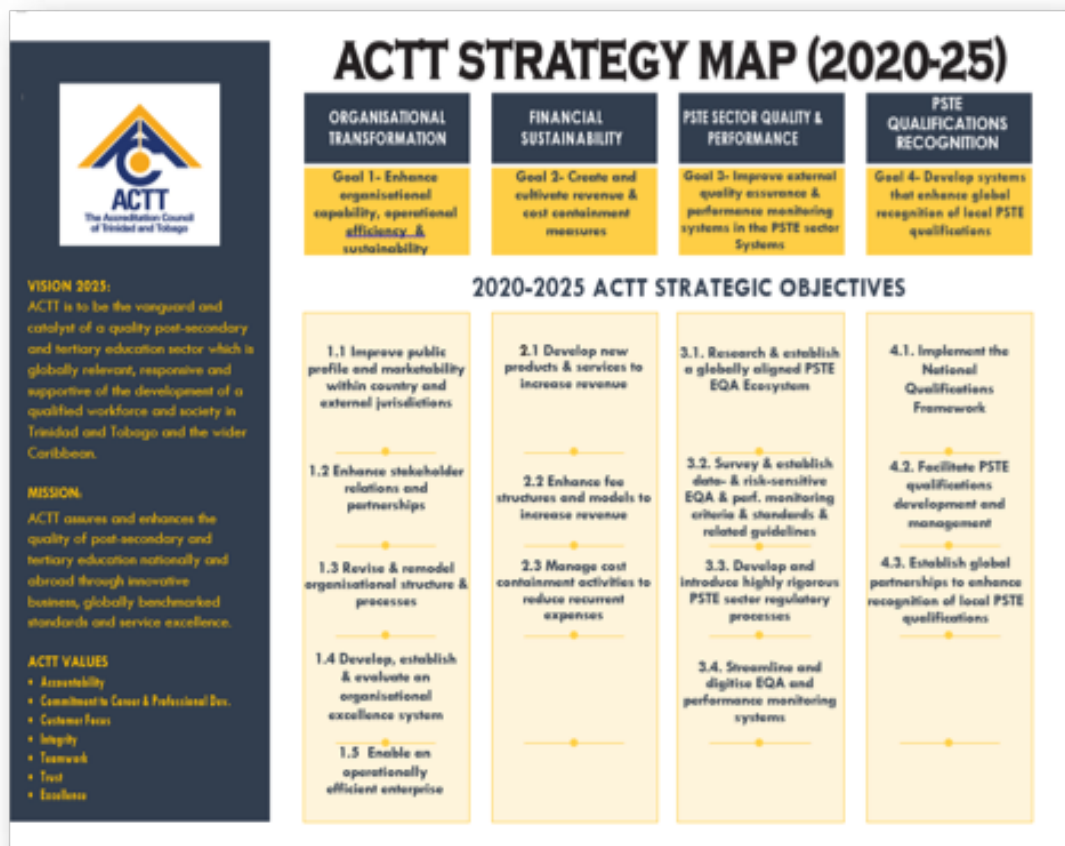 ACTT STRATEGY MAP (2020-25)
ACTT
The Accreditation Council
of Trinidad and Tobago
VISION 2025:
ACTT is to be the vanguard and
catalyst of a quality post-secondary
and tertiary education sector which is
globally relevant, responsive and
supportive of the development of a
qualified workforce and society in
Trinidad and Tobago and the wider
Caribbean.
MISSION:
ACTT assures and enhances the
quality of post-secondary and
tertiary education nationally and
abroad through innovative
business, globally benchmarked
standards and service excellence.
ACTT VALUES
• Accountability
• Commitment to Career & Professional Dev.
• Customer Focus
• Integrity
• Teamwork
• Trust
• Excellence
ORGANISATIONAL
TRANSFORMATION
Goal 1- Enhance
organisational
capability, operational
efficiency &
sustainability
FINANCIAL
SUSTAINABILITY
Goal 2- Create and
cultivate revenue &
cost containment
measures
PSTE SECTOR QUALITY &
PERFORMANCE
Goal 3- Improve external
quality assurance &
performance monitoring
systems in the PSTE sector
Systems
PSTE
QUALIFICATIONS
RECOGNITION
Goal 4- Develop systems
that enhance global
recognition of local PSTE
qualifications
2020-2025 ACTT STRATEGIC OBJECTIVES
1.1 Improve public
profile and marketability
within country and
external jurisdictions
1.2 Enhance stakeholder
relations and
partnerships
1.3 Revise & remodel
organisational structure &
processes
1.4 Develop, establish
& evaluate an
organisational
excellence system
1.5 Enable an
operationally
efficient enterprise
2.1 Develop new
products & services to
increase revenue
2.2 Enhance fee
structures and models to
increase revenue
2.3 Manage cost
containment activities to
reduce recurrent
expenses
3.1. Research & establish
a globally aligned PSTE
EQA Ecosystem
3.2. Survey & establish
data- & risk-sensitive
EQA & perf. monitoring
criteria & standards &
related guidelines
3.3. Develop and
introduce highly rigorous
PSTE sector regulatory
processes
3.4. Streamline and
digitise EQA and
performance monitoring
systems
4.1. Implement the
National
Qualifications
Framework
4.2. Facilitate PSTE
qualifications
development and
management
4.3. Establish global
partnerships to enhance
recognition of local PSTE
qualifications